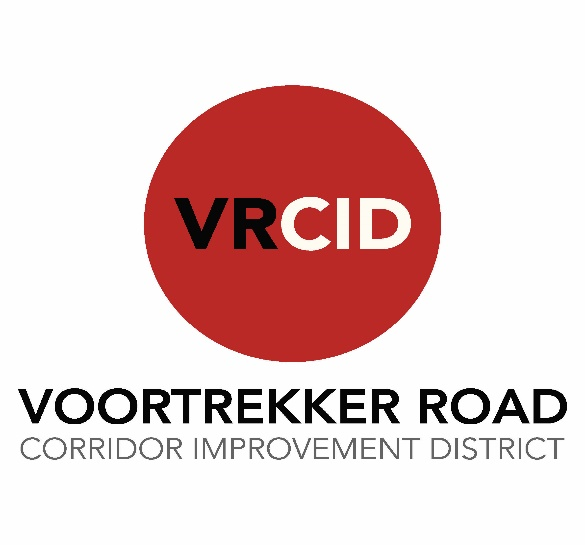 VRCID
VOORTREKKER ROAD
CORRIDOR IMPROVEMENT DISTRICT